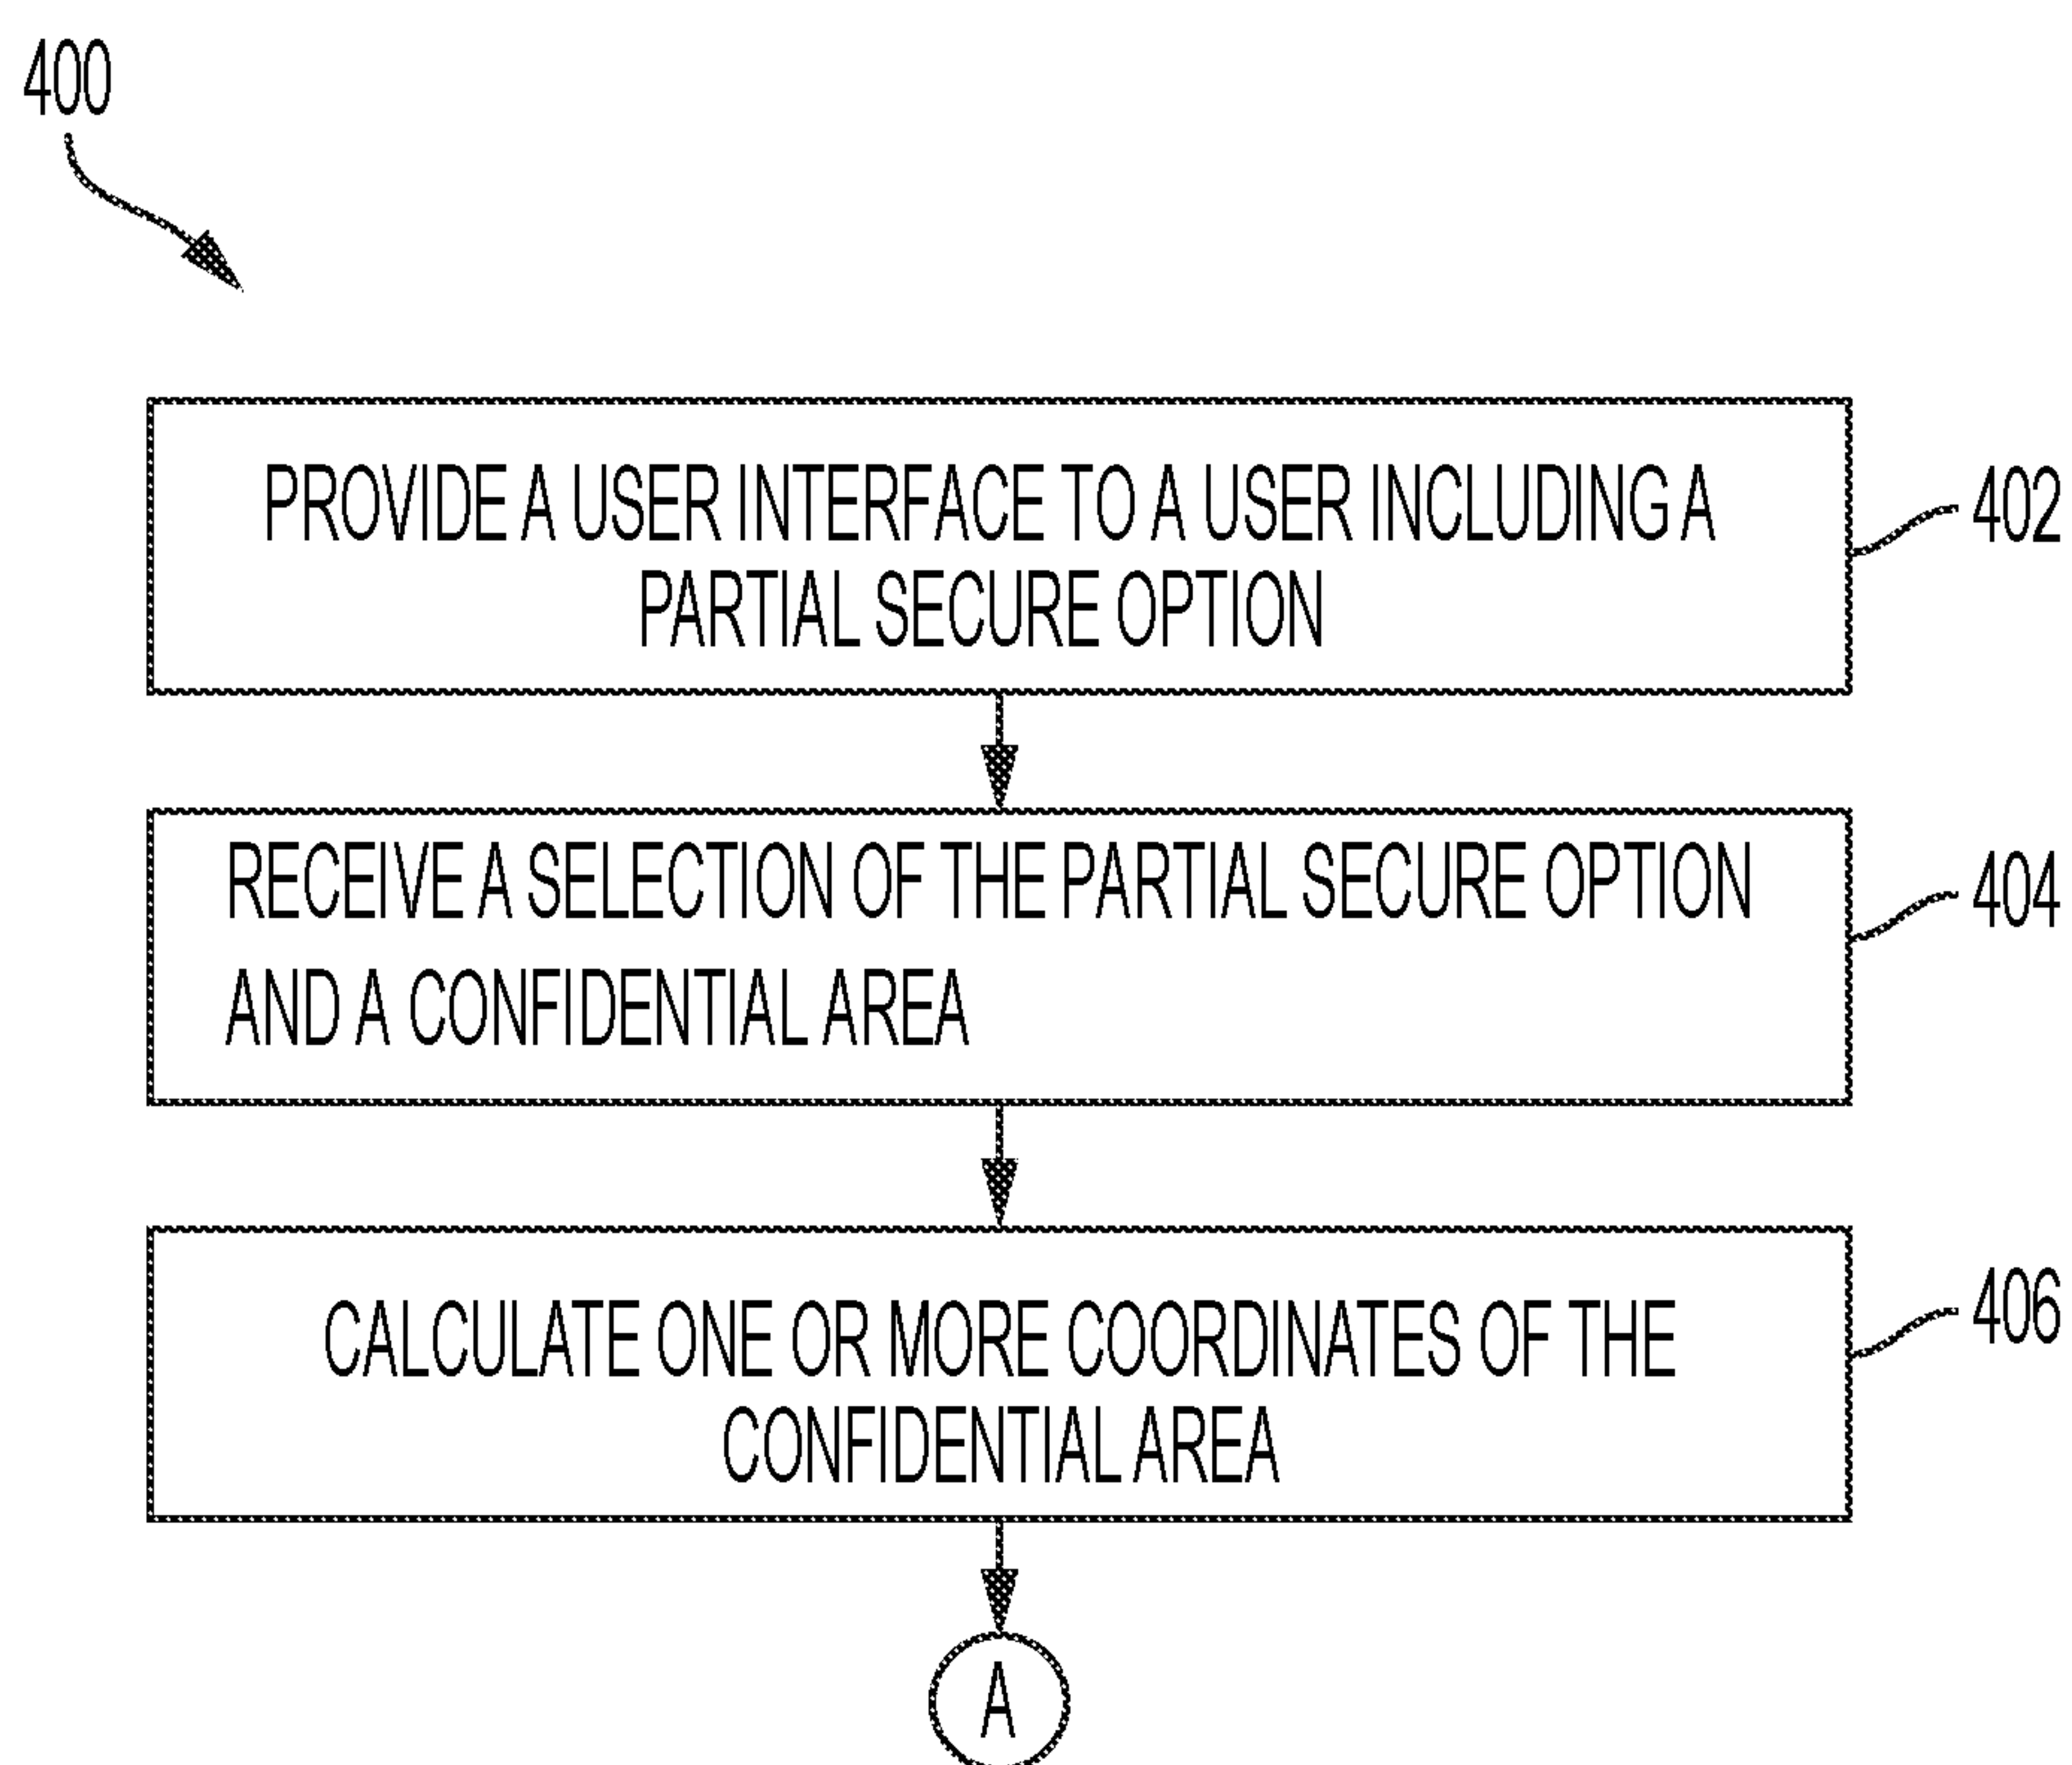 400
PROVIDE A USER INTERFACE TO A USER INCLUDING A
PARTIAL SECURE OPTION
402
RECEIVE A SELECTION OF THE PARTIAL SECURE OPTION
AND A CONFIDENTIAL AREA
404
CALCULATE ONE OR MORE COORDINATES OF THE
CONFIDENTIAL AREA
406
A